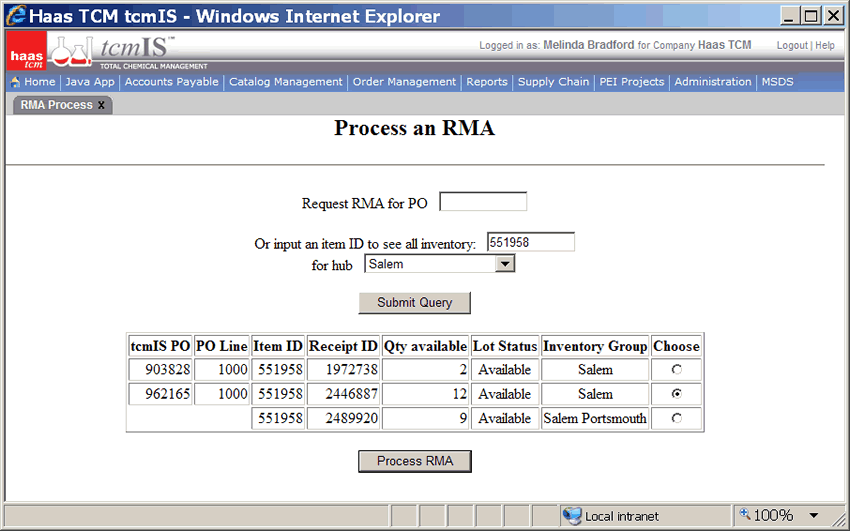 Haas TCM tcmIS - Windows Internet Explorer
haas tcm
tcmIS™
TOTAL CHEMICAL MANAGEMENT
Logged in as: Melinda Bradford for Company Haas TCM
Logout | Help
Home | Java App | Accounts Payable | Catalog Management | Order Management | Reports | Supply Chain | PEI Projects | Administration | MSDS
RMA Process x
Process an RMA
Request RMA for PO
Or input an item ID to see all inventory: 551958
for hub Salem
Submit Query
tcmIS PO PO Line Item ID Receipt ID Qty available Lot Status Inventory Group Choose
903828 1000 551958 1972738 2 Available Salem
962165 1000 551958 2446887 12 Available Salem
551958 2489920 9 Available Salem Portsmouth
Process RMA
Local intranet
100%